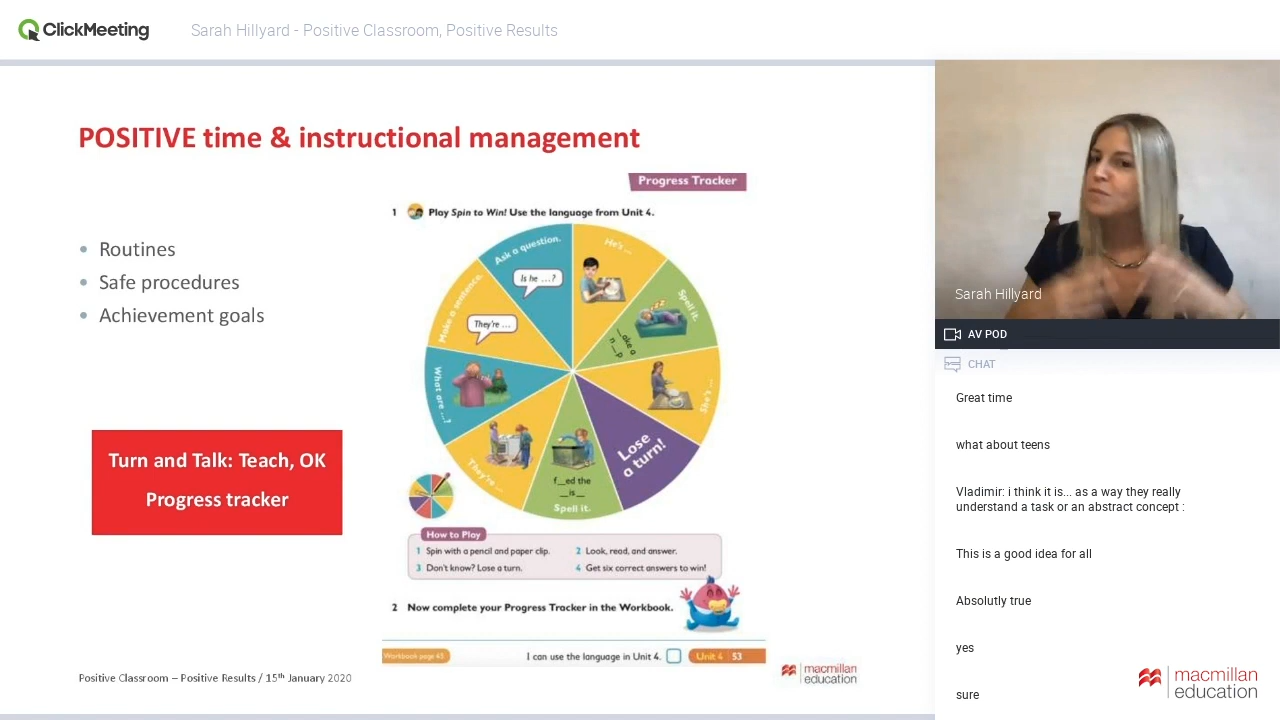 ClickMeeting
Sarah Hillyard - Positive Classroom, Positive Results
POSITIVE time & instructional management
Routines
Safe procedures
Achievement goals
Turn and Talk: Teach, OK
Progress tracker
Progress Tracker
1 Play Spin to Win! Use the language from Unit 4.
Ask a question.
Is he ...?
He's ...
Spell it.
__ake a
n__p
She's ...
Lose
a turn!
f__ed the
__is__
Spell it.
They're ...
What are ...?
Make a sentence.
They're ...
How to Play
1 Spin with a pencil and paper clip.
2 Look, read, and answer.
3 Don't know? Lose a turn.
4 Get six correct answers to win!
2 Now complete your Progress Tracker in the Workbook.
Workbook page 45
I can use the language in Unit 4.
Unit 4 53
Positive Classroom – Positive Results / 15th January 2020
macmillan
education
Sarah Hillyard
AV POD
CHAT
Great time
what about teens
Vladimir: i think it is... as a way they really
understand a task or an abstract concept :
This is a good idea for all
Absolutly true
yes
sure
macmillan
education